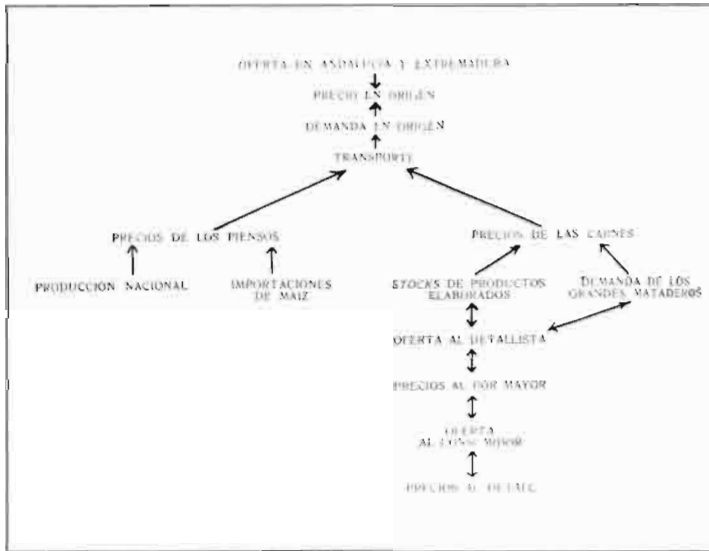 OFERTA EN ANDALUCIA Y EXTREMADURA
PRECIO EN ORIGEN
DEMANDA EN ORIGEN
TRANSPORTE
PRECIOS DE LOS PIENSOS
PRECIOS DE LAS CARNES
PRODUCCION NACIONAL
IMPORTACIONES
DE MAIZ
STOCKS DE PRODUCTOS
ELABORADOS
DEMANDA DE LOS
GRANDES MATADEROS
OFERTA AL DETALLISTA
PRECIOS AL POR MAYOR
OFERTA
AL CONSUMIDOR
PRECIOS AL DETALL